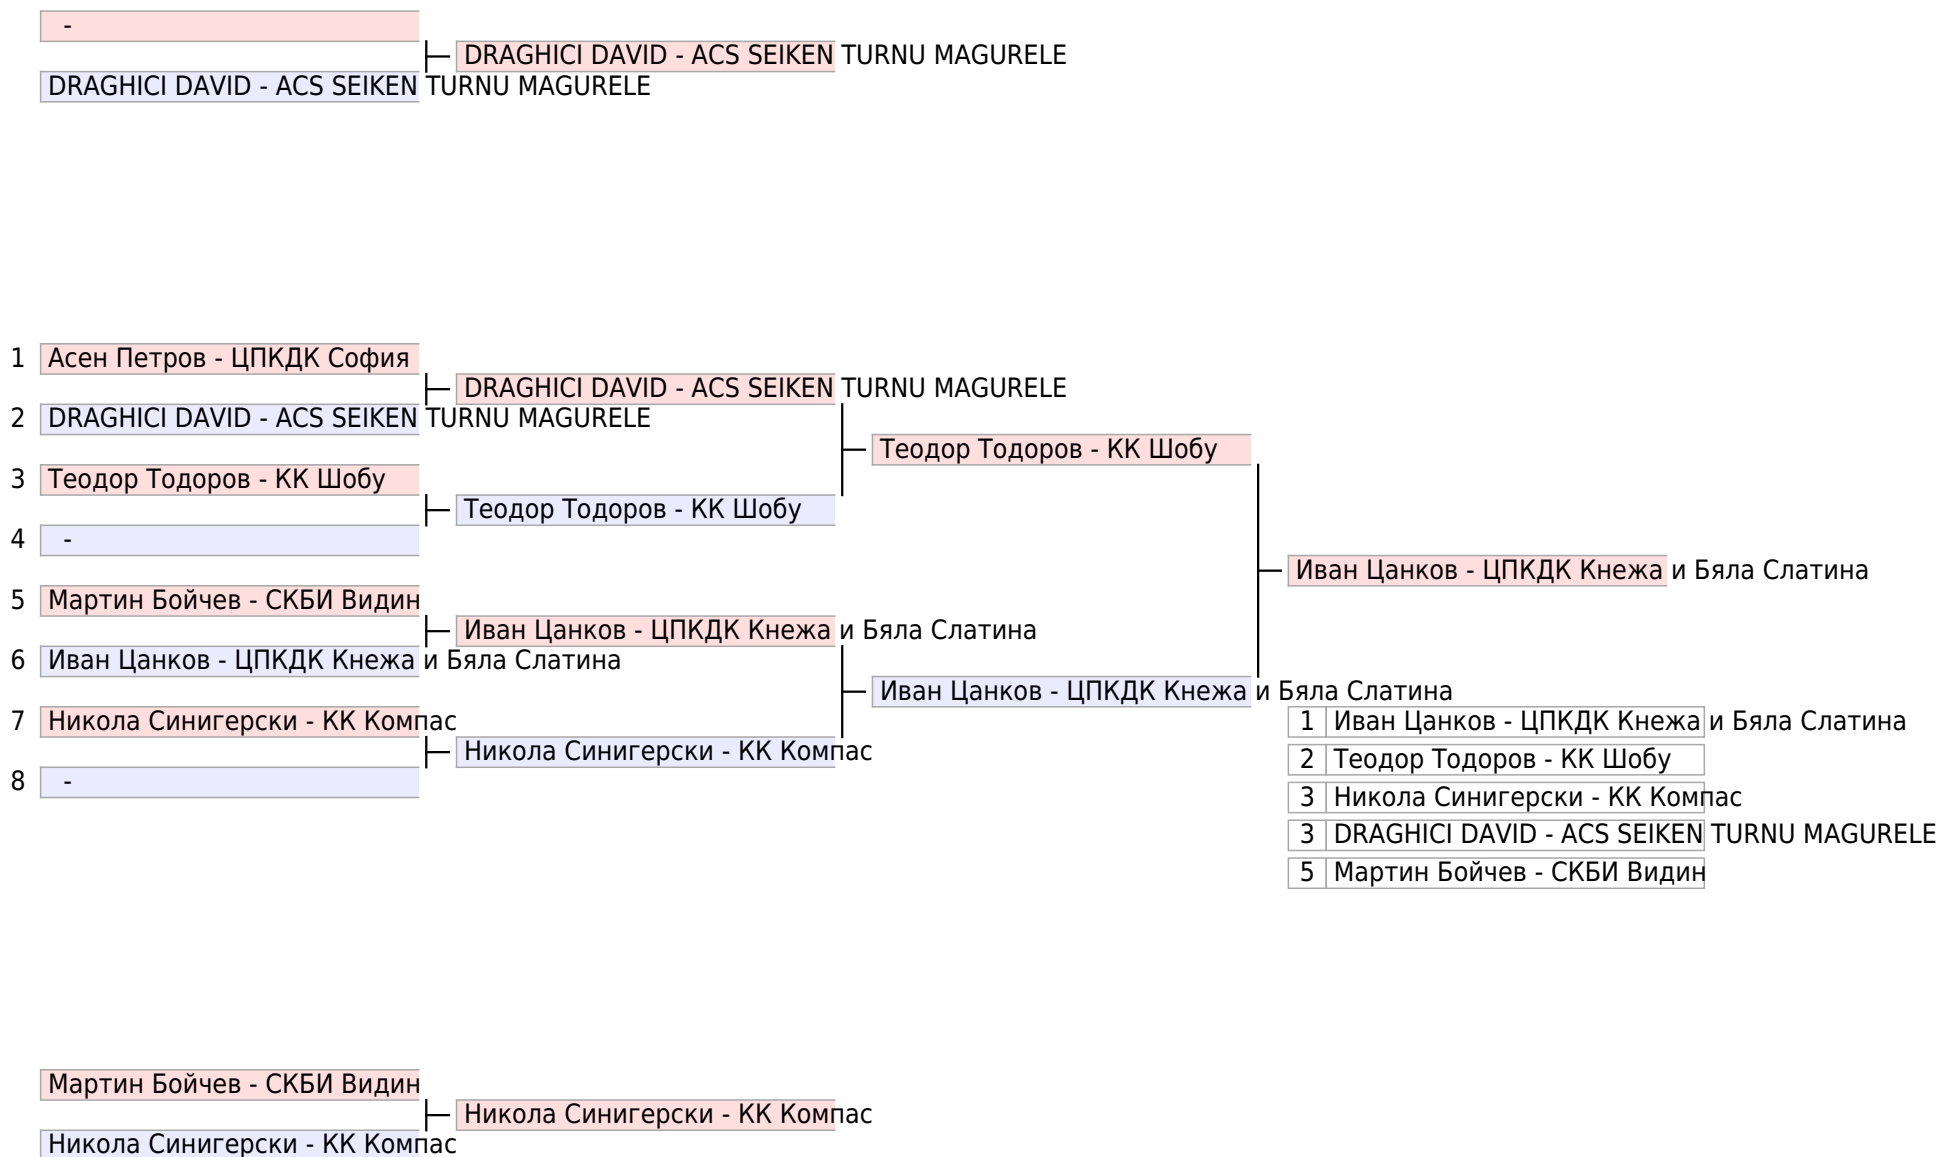 -
DRAGHICI DAVID - ACS SEIKEN TURNU MAGURELE
DRAGHICI DAVID - ACS SEIKEN TURNU MAGURELE
1 Асен Петров - ЦПКДК София
DRAGHICI DAVID - ACS SEIKEN TURNU MAGURELE
2 DRAGHICI DAVID - ACS SEIKEN TURNU MAGURELE
Теодор Тодоров - КК Шобу
3 Теодор Тодоров - КК Шобу
Теодор Тодоров - КК Шобу
4 -
Иван Цанков - ЦПКДК Кнежа и Бяла Слатина
5 Мартин Бойчев - СКБИ Видин
Иван Цанков - ЦПКДК Кнежа и Бяла Слатина
6 Иван Цанков - ЦПКДК Кнежа и Бяла Слатина
Иван Цанков - ЦПКДК Кнежа и Бяла Слатина
7 Никола Синигерски - КК Компас
Никола Синигерски - КК Компас
8 -
1 Иван Цанков - ЦПКДК Кнежа и Бяла Слатина
2 Теодор Тодоров - КК Шобу
3 Никола Синигерски - КК Компас
3 DRAGHICI DAVID - ACS SEIKEN TURNU MAGURELE
5 Мартин Бойчев - СКБИ Видин
Мартин Бойчев - СКБИ Видин
Никола Синигерски - КК Компас
Никола Синигерски - КК Компас